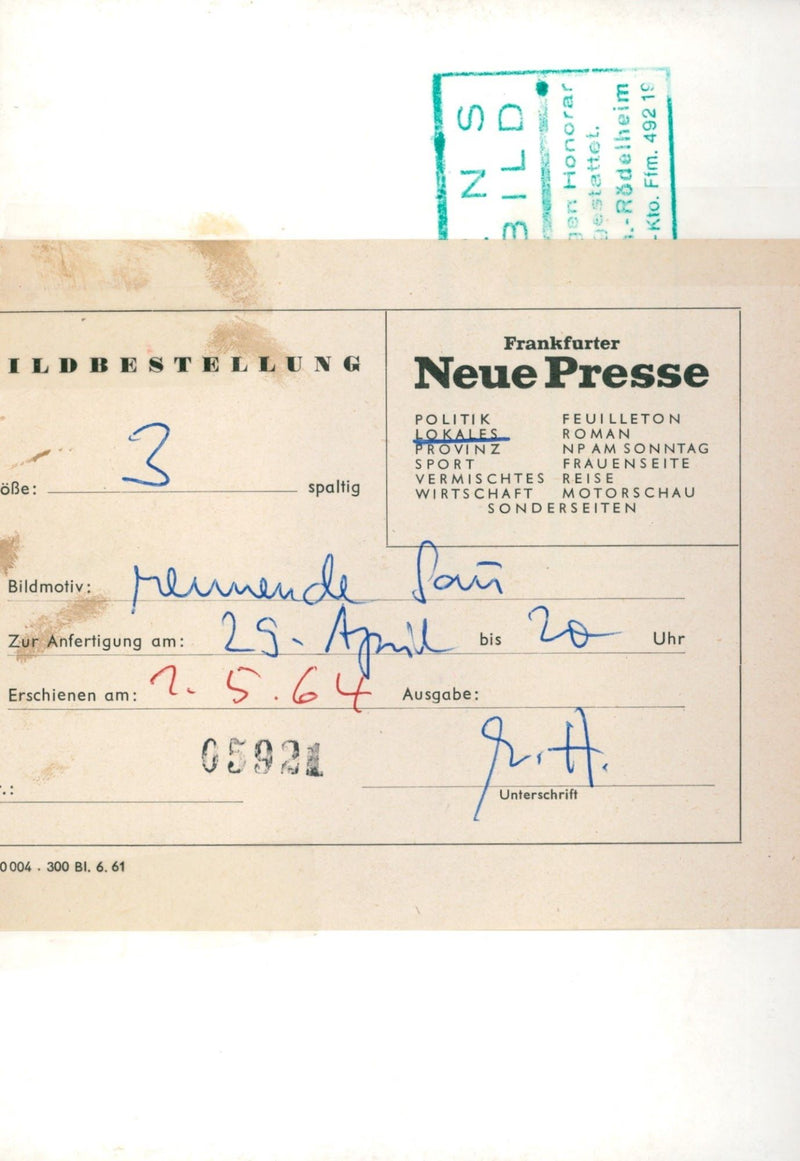 N S
BILD
gen Honorar
gestattet.
.-Rödelheim
-Kto. Ffm. 492 19
ILDBESTELLUNG
Frankfurter
Neue Presse
POLITIK FEUILLETON
LOKALES ROMAN
PROVINZ NP AM SONNTAG
SPORT FRAUENSEITE
VERMISCHTES REISE
WIRTSCHAFT MOTORSCHAU
SONDERSEITEN
öße: 3 spaltig
Bildmotiv: rennende Sau
Zur Anfertigung am: 29. April bis 20 Uhr
Erschienen am: 2. 5. 64 Ausgabe:
05921
.:
Unterschrift
0004 . 300 Bl. 6. 61